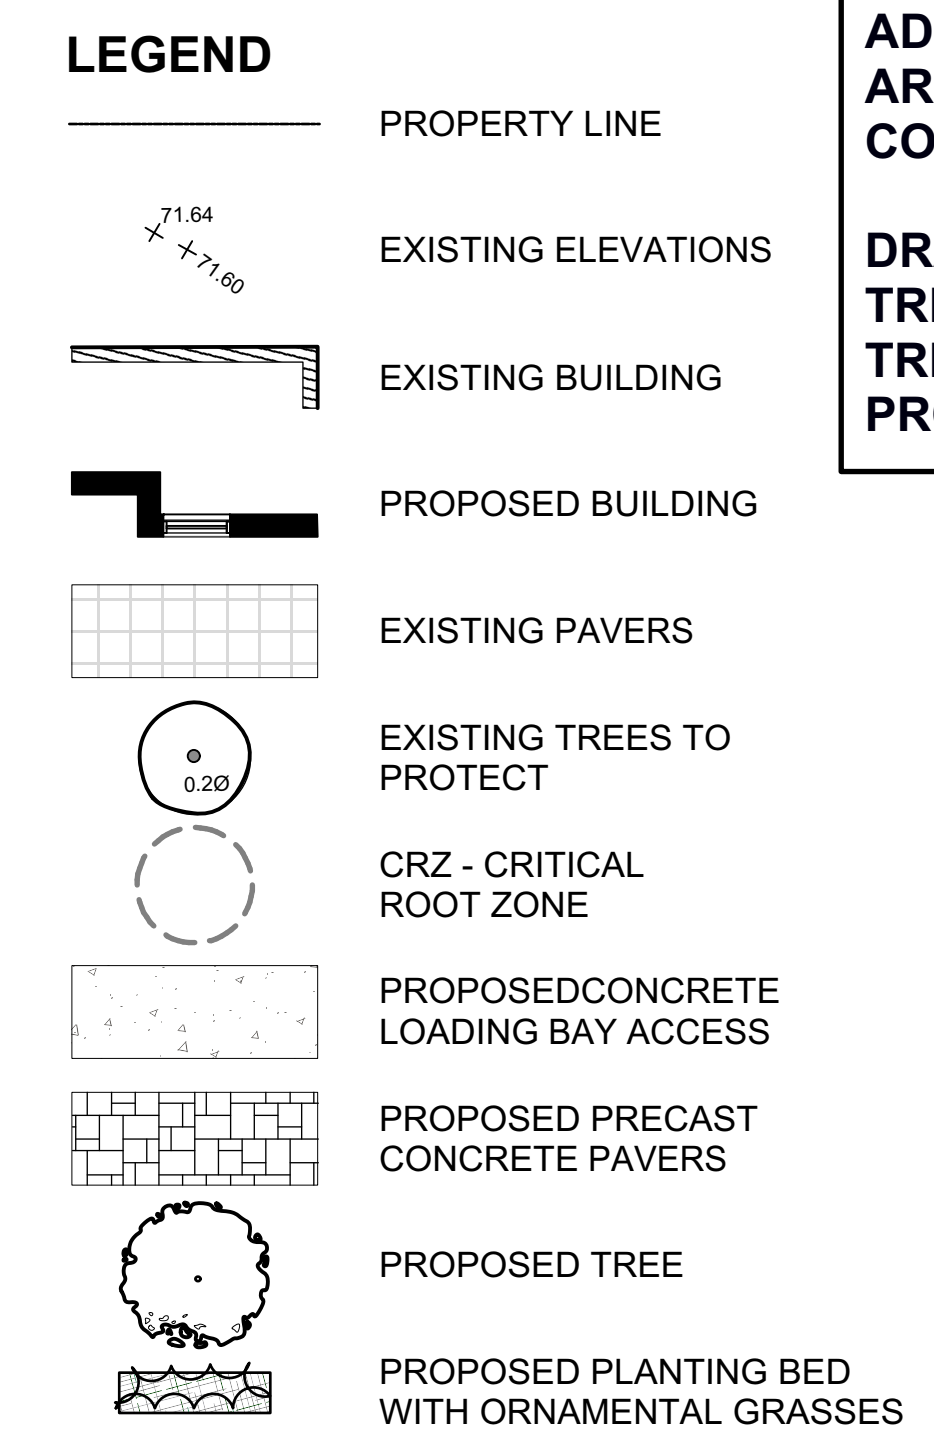 LEGEND
PROPERTY LINE
71.64
71.60
EXISTING ELEVATIONS
EXISTING BUILDING
PROPOSED BUILDING
EXISTING PAVERS
0.2Ø
EXISTING TREES TO
PROTECT
CRZ - CRITICAL
ROOT ZONE
PROPOSEDCONCRETE
LOADING BAY ACCESS
PROPOSED PRECAST
CONCRETE PAVERS
PROPOSED TREE
PROPOSED PLANTING BED
WITH ORNAMENTAL GRASSES